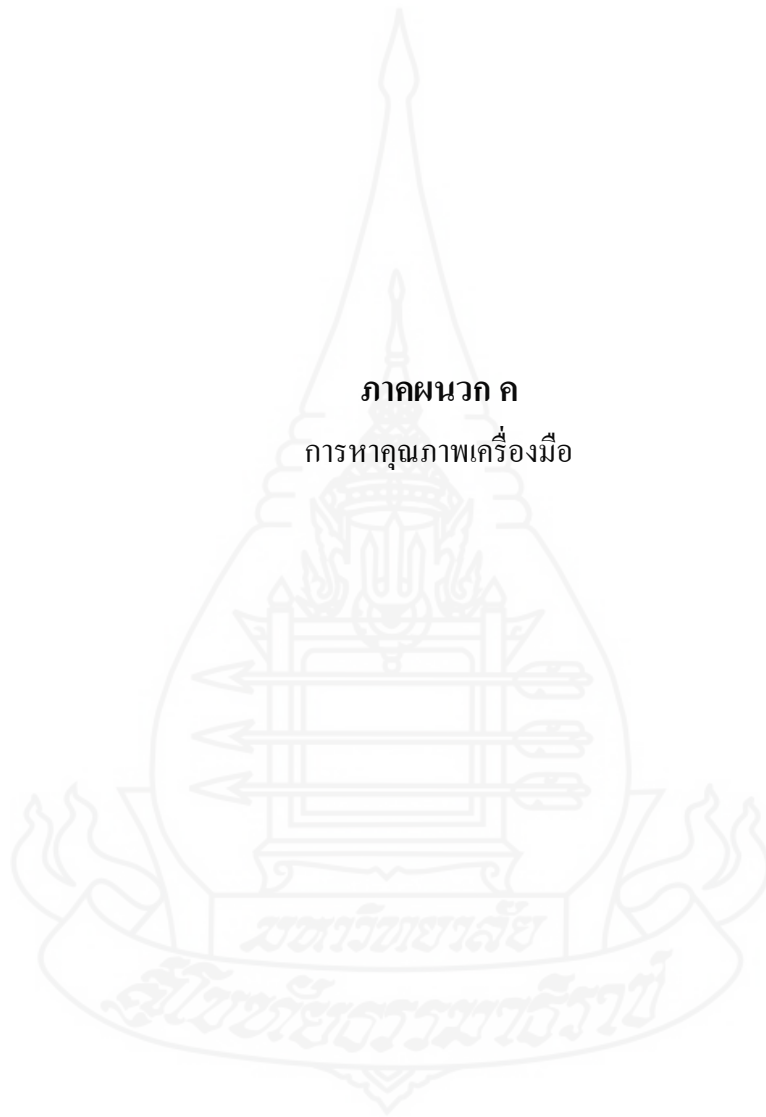 ภาคผนวก ค
การหาคุณภาพเครื่องมือ
มหาวิทยาลัย
สุโขทัยธรรมาธิราช